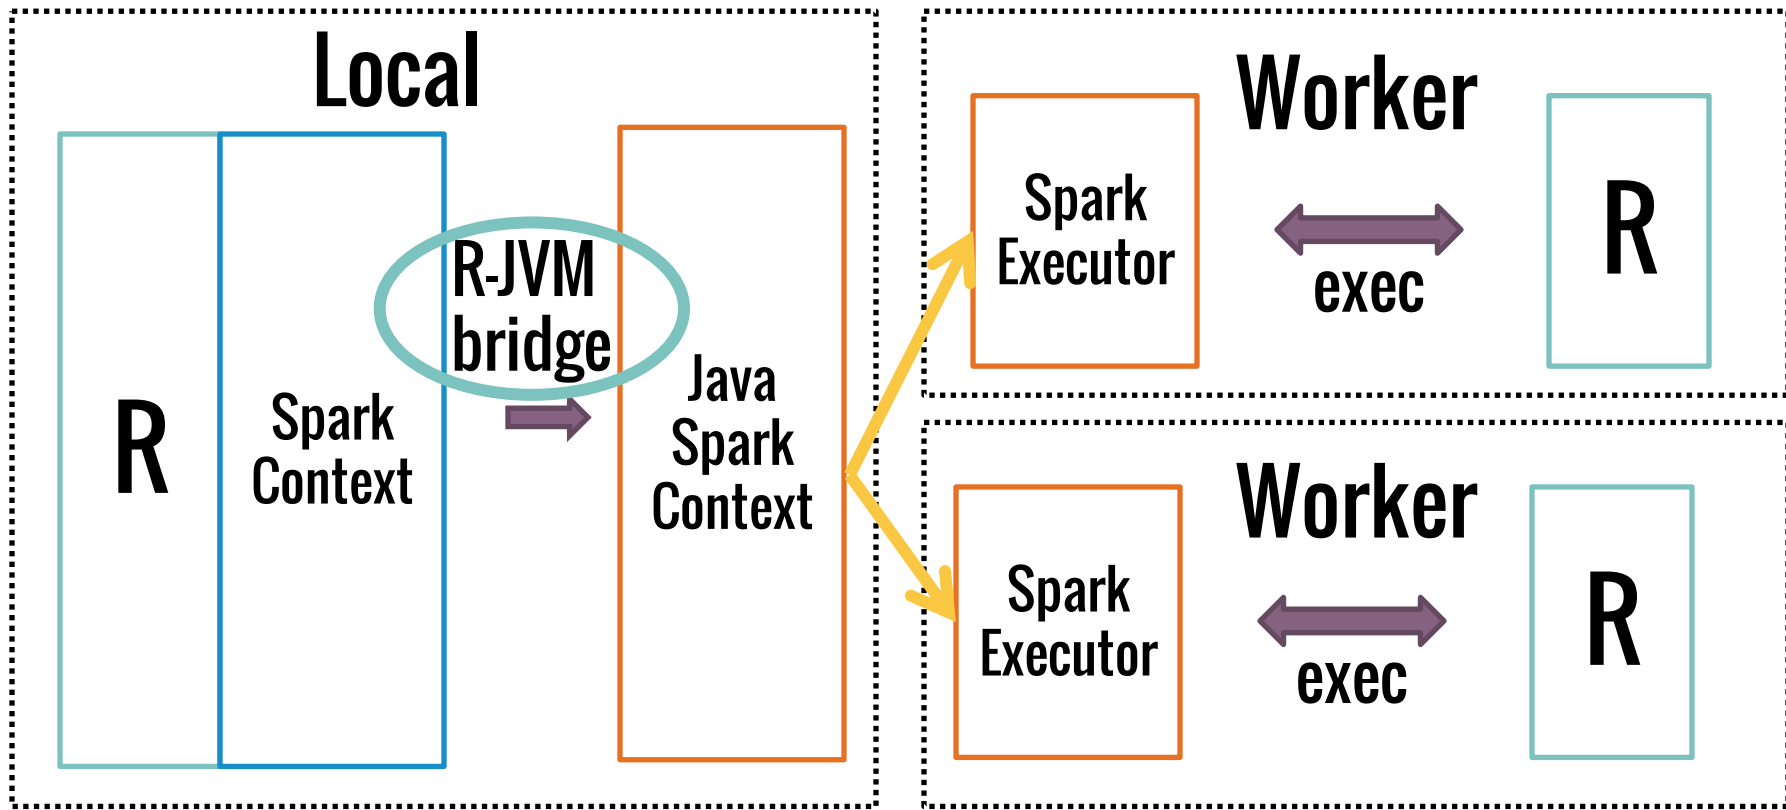 Local
R
Spark
Context
R-JVM
bridge
Java
Spark
Context
Worker
Spark
Executor
exec
R
Worker
Spark
Executor
exec
R